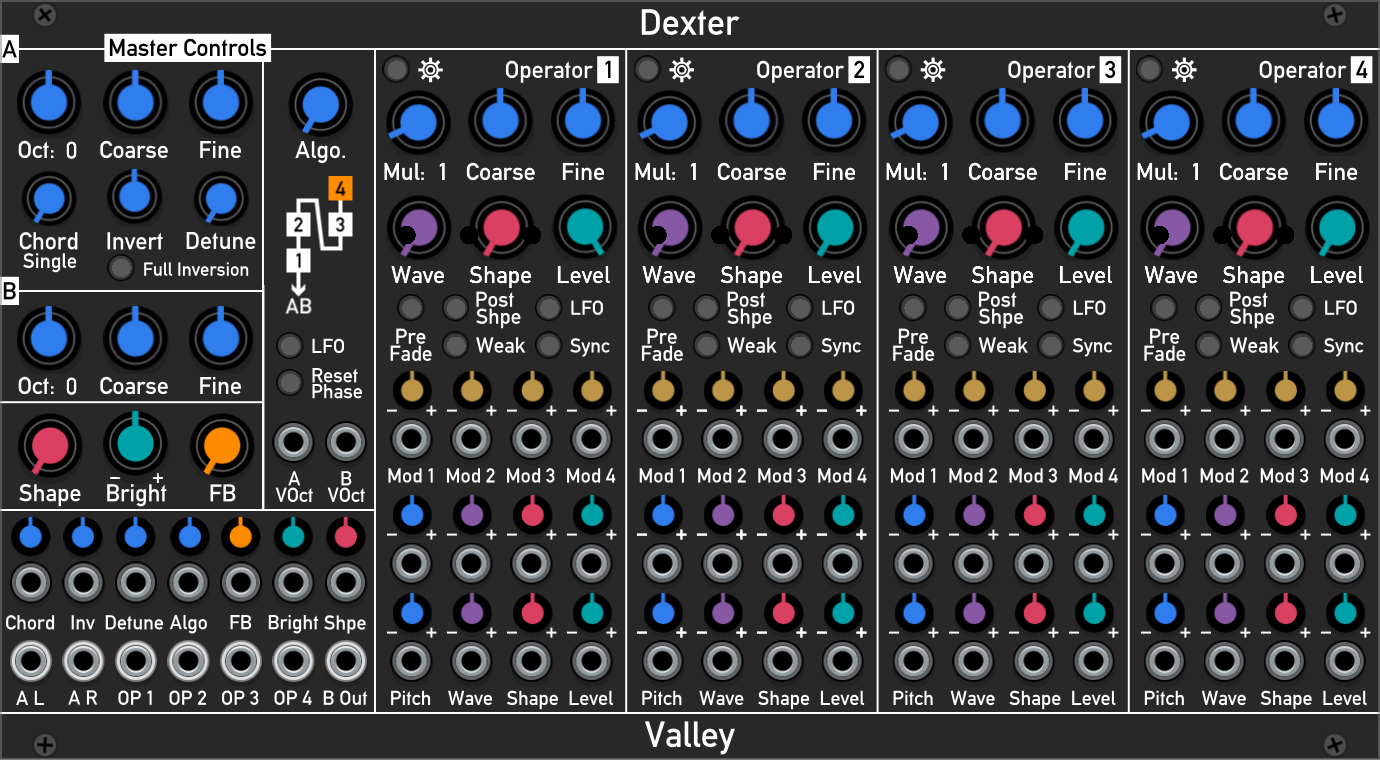 Dexter
A
Master Controls
Oct: 0 Coarse Fine
Chord
Single
Invert
Detune
Full Inversion
B
Oct: 0 Coarse Fine
Shape
− +
Bright
FB
Algo.
4
2 3
1
AB
LFO
Reset
Phase
A
VOct
B
VOct
Chord Inv Detune Algo FB Bright Shpe
A L A R OP 1 OP 2 OP 3 OP 4 B Out
Operator 1
Mul: 1 Coarse Fine
Wave Shape Level
Post
Shpe
LFO
Pre
Fade
Weak Sync
− + − + − + − +
Mod 1 Mod 2 Mod 3 Mod 4
− + − + − + − +
− + − + − + − +
Pitch Wave Shape Level
Operator 2
Mul: 1 Coarse Fine
Wave Shape Level
Post
Shpe
LFO
Pre
Fade
Weak Sync
− + − + − + − +
Mod 1 Mod 2 Mod 3 Mod 4
− + − + − + − +
− + − + − + − +
Pitch Wave Shape Level
Operator 3
Mul: 1 Coarse Fine
Wave Shape Level
Post
Shpe
LFO
Pre
Fade
Weak Sync
− + − + − + − +
Mod 1 Mod 2 Mod 3 Mod 4
− + − + − + − +
− + − + − + − +
Pitch Wave Shape Level
Operator 4
Mul: 1 Coarse Fine
Wave Shape Level
Post
Shpe
LFO
Pre
Fade
Weak Sync
− + − + − + − +
Mod 1 Mod 2 Mod 3 Mod 4
− + − + − + − +
− + − + − + − +
Pitch Wave Shape Level
Valley